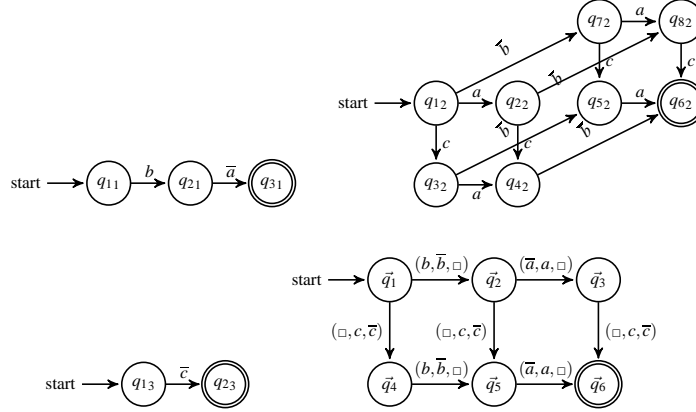 q₇₂ a q₈₂
b̅ b̅ c c
start q₁₂ a q₂₂ q₅₂ a q₆₂
c b̅ c b̅
start q₁₁ b q₂₁ a̅ q₃₁
q₃₂ a q₄₂
start q⃗₁ (b, b̅, □) q⃗₂ (a̅, a, □) q⃗₃
(□, c, c̅) (□, c, c̅) (□, c, c̅)
start q₁₃ c̅ q₂₃
q⃗₄ (b, b̅, □) q⃗₅ (a̅, a, □) q⃗₆